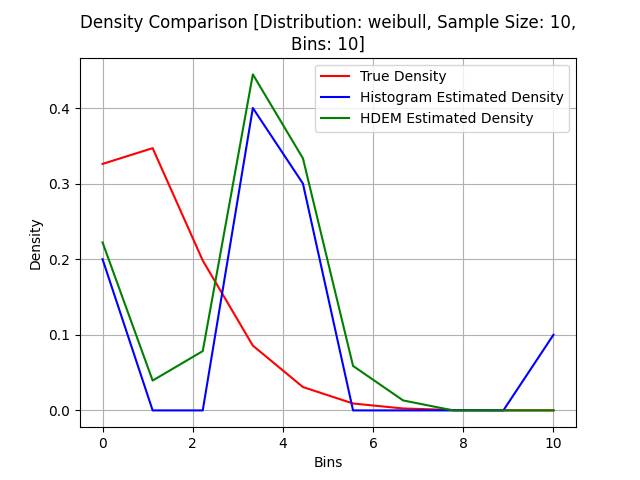 Density Comparison [Distribution: weibull, Sample Size: 10,
Bins: 10]
True Density
Histogram Estimated Density
HDEM Estimated Density
Density
0.4
0.3
0.2
0.1
0.0
0 2 4 6 8 10
Bins